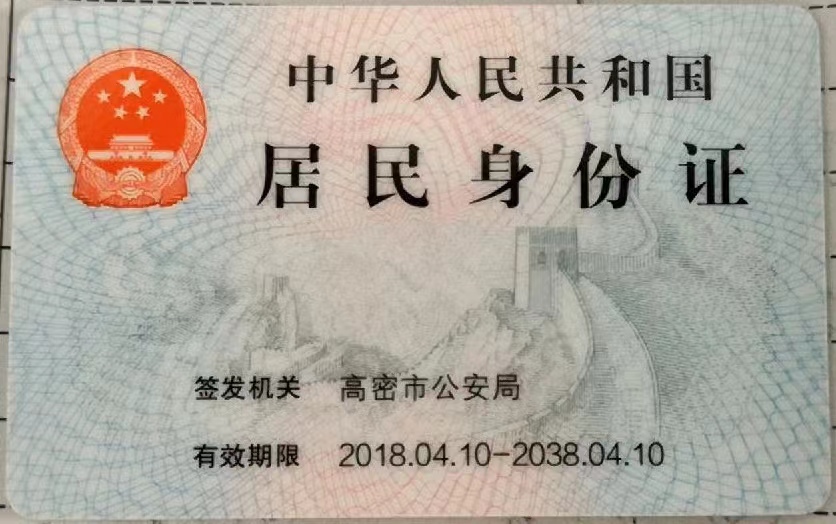 中华人民共和国
居民身份证
签发机关 高密市公安局
有效期限 2018.04.10-2038.04.10